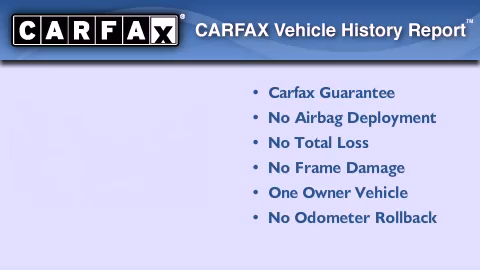 CARFAX® CARFAX Vehicle History Report™
• Carfax Guarantee
• No Airbag Deployment
• No Total Loss
• No Frame Damage
• One Owner Vehicle
• No Odometer Rollback